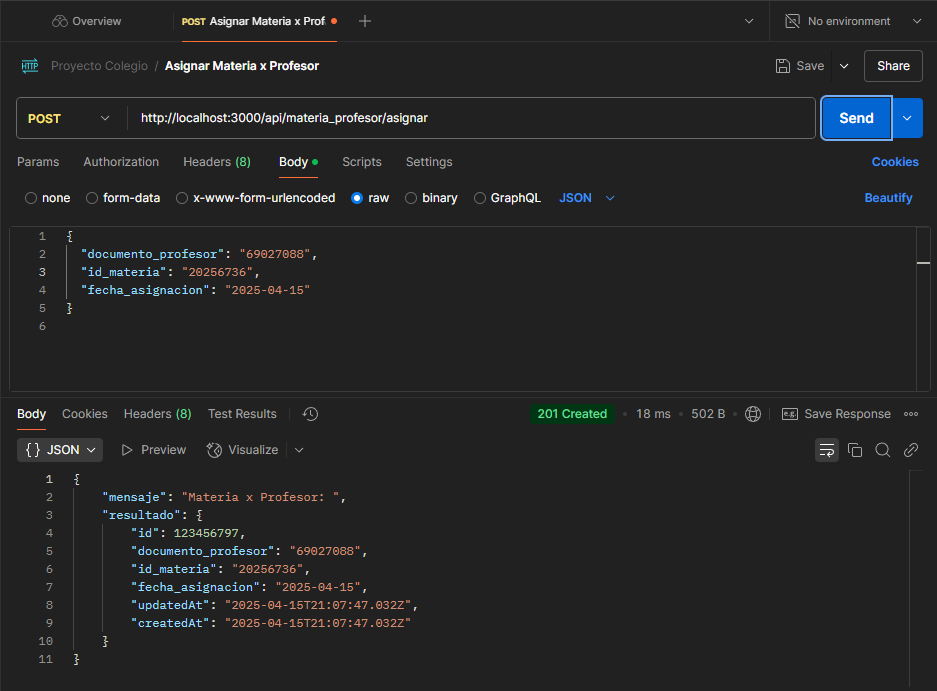 Overview
POST Asignar Materia x Prof
No environment
HTTP Proyecto Colegio / Asignar Materia x Profesor
Save
Share
POST
http://localhost:3000/api/materia_profesor/asignar
Send
Params Authorization Headers (8) Body Scripts Settings
Cookies
none form-data x-www-form-urlencoded raw binary GraphQL JSON
Beautify
1 {
2 "documento_profesor": "69027088",
3 "id_materia": "20256736",
4 "fecha_asignacion": "2025-04-15"
5 }
6
Body Cookies Headers (8) Test Results
201 Created • 18 ms • 502 B •
e.g. Save Response
{} JSON Preview Visualize
1 {
2 "mensaje": "Materia x Profesor: ",
3 "resultado": {
4 "id": 123456797,
5 "documento_profesor": "69027088",
6 "id_materia": "20256736",
7 "fecha_asignacion": "2025-04-15",
8 "updatedAt": "2025-04-15T21:07:47.032Z",
9 "createdAt": "2025-04-15T21:07:47.032Z"
10 }
11 }